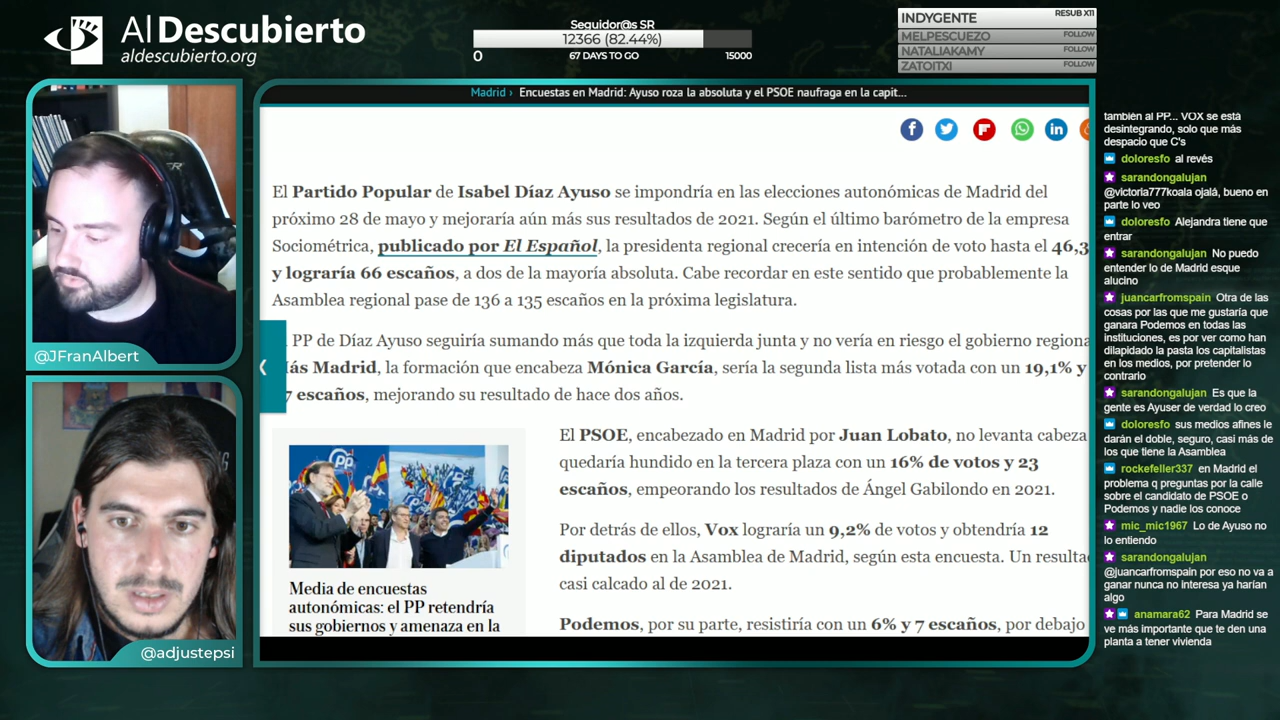 Al Descubierto
aldescubierto.org
Seguidor@s SR
12366 (82.44%)
0
67 DAYS TO GO
15000
INDYGENTE
RESUB X11
MELPESCUEZO
FOLLOW
NATALIAKAMY
FOLLOW
ZATOITXI
FOLLOW
Madrid › Encuestas en Madrid: Ayuso roza la absoluta y el PSOE naufraga en la capit...
El Partido Popular de Isabel Díaz Ayuso se impondría en las elecciones autonómicas de Madrid del
próximo 28 de mayo y mejoraría aún más sus resultados de 2021. Según el último barómetro de la empresa
Sociométrica, publicado por El Español, la presidenta regional crecería en intención de voto hasta el 46,3
y lograría 66 escaños, a dos de la mayoría absoluta. Cabe recordar en este sentido que probablemente la
Asamblea regional pase de 136 a 135 escaños en la próxima legislatura.
PP de Díaz Ayuso seguiría sumando más que toda la izquierda junta y no vería en riesgo el gobierno regiona
Más Madrid, la formación que encabeza Mónica García, sería la segunda lista más votada con un 19,1% y
7 escaños, mejorando su resultado de hace dos años.
El PSOE, encabezado en Madrid por Juan Lobato, no levanta cabeza
quedaría hundido en la tercera plaza con un 16% de votos y 23
escaños, empeorando los resultados de Ángel Gabilondo en 2021.
Por detrás de ellos, Vox lograría un 9,2% de votos y obtendría 12
diputados en la Asamblea de Madrid, según esta encuesta. Un resulta
casi calcado al de 2021.
Podemos, por su parte, resistiría con un 6% y 7 escaños, por debajo
Media de encuestas
autonómicas: el PP retendría
sus gobiernos y amenaza en la
@JFranAlbert
@adjustepsi
también al PP... VOX se está
desintegrando, solo que más
despacio que C's
doloresfo al revés
sarandongalujan
@victoria777koala ojalá, bueno en
parte lo veo
doloresfo Alejandra tiene que
entrar
sarandongalujan No puedo
entender lo de Madrid esque
alucino
juancarfromspain Otra de las
cosas por las que me gustaría que
ganara Podemos en todas las
instituciones, es por ver como han
dilapidado la pasta los capitalistas
en los medios, por pretender lo
contrarlo
sarandongalujan Es que la
gente es Ayuser de verdad lo creo
doloresfo sus medios afines le
darán el doble, seguro, casi más de
los que tiene la Asamblea
rockefeller337 en Madrid el
problema q preguntas por la calle
sobre el candidato de PSOE o
Podemos y nadie los conoce
mic_mic1967 Lo de Ayuso no
lo entiendo
sarandongalujan
@juancarfromspain por eso no va a
ganar nunca no interesa ya harían
algo
anamara62 Para Madrid se
ve más importante que te den una
planta a tener vivienda